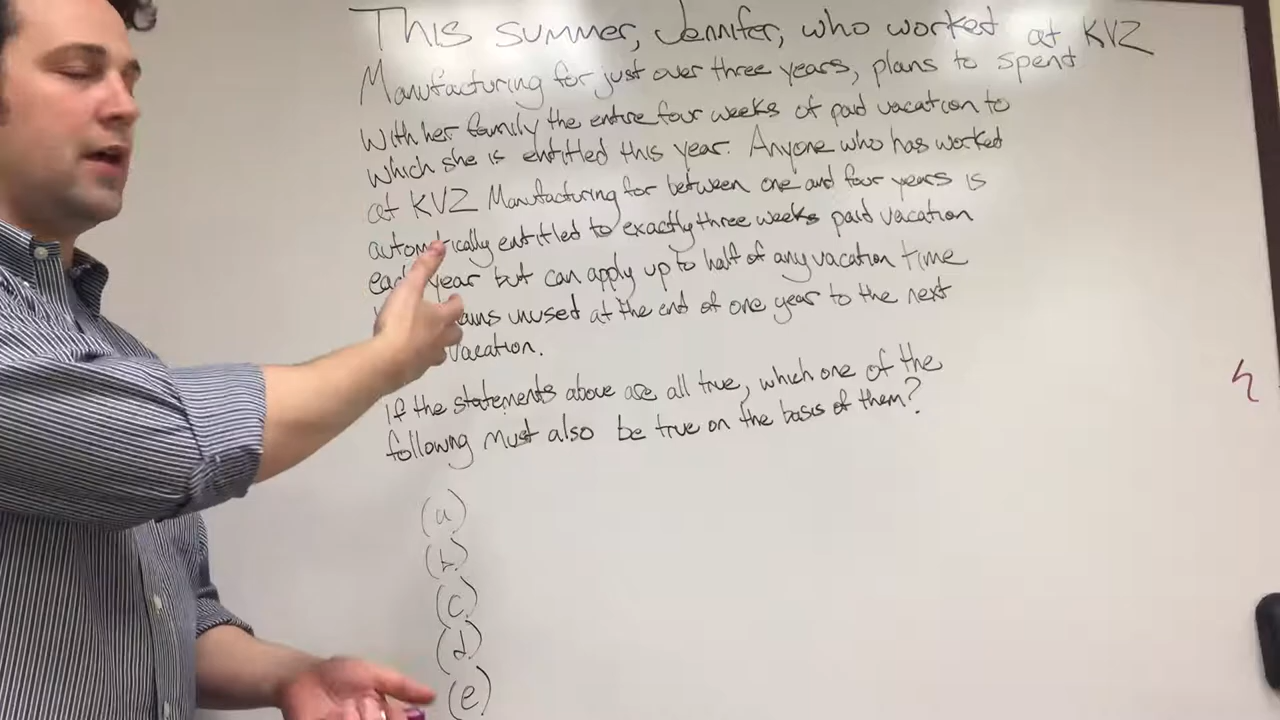 This summer, Jennifer, who worked at KVZ
Manufacturing for just over three years, plans to spent
with her family the entire four weeks of paid vacation to
which she is entitled this year. Anyone who has worked
at KVZ Manufacturing for between one and four years is
automatically entitled to exactly three weeks paid vacation
each year but can apply up to half of any vacation time
unused at the end of one year to the next
vacation.
If the statements above are all true, which one of the
following must also be true on the basis of them?
(a)
(b)
(c)
(d)
(e)